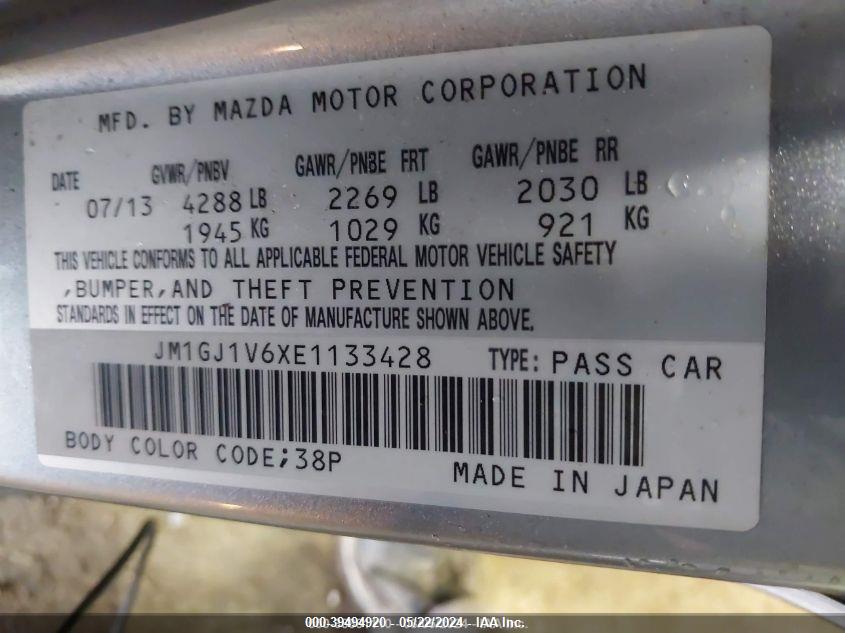 MFD. BY MAZDA MOTOR CORPORATION
DATE GVWR/PNBV GAWR/PNBE FRT GAWR/PNBE RR
07/13 4288 LB 2269 LB 2030 LB
1945 KG 1029 KG 921 KG
THIS VEHICLE CONFORMS TO ALL APPLICABLE FEDERAL MOTOR VEHICLE SAFETY
,BUMPER,AND THEFT PREVENTION
STANDARDS IN EFFECT ON THE DATE OF MANUFACTURE SHOWN ABOVE.
JM1GJ1V6XE1133428 TYPE: PASS CAR
BODY COLOR CODE;38P
MADE IN JAPAN
000-39494920 - 05/22/2024 - IAA Inc.